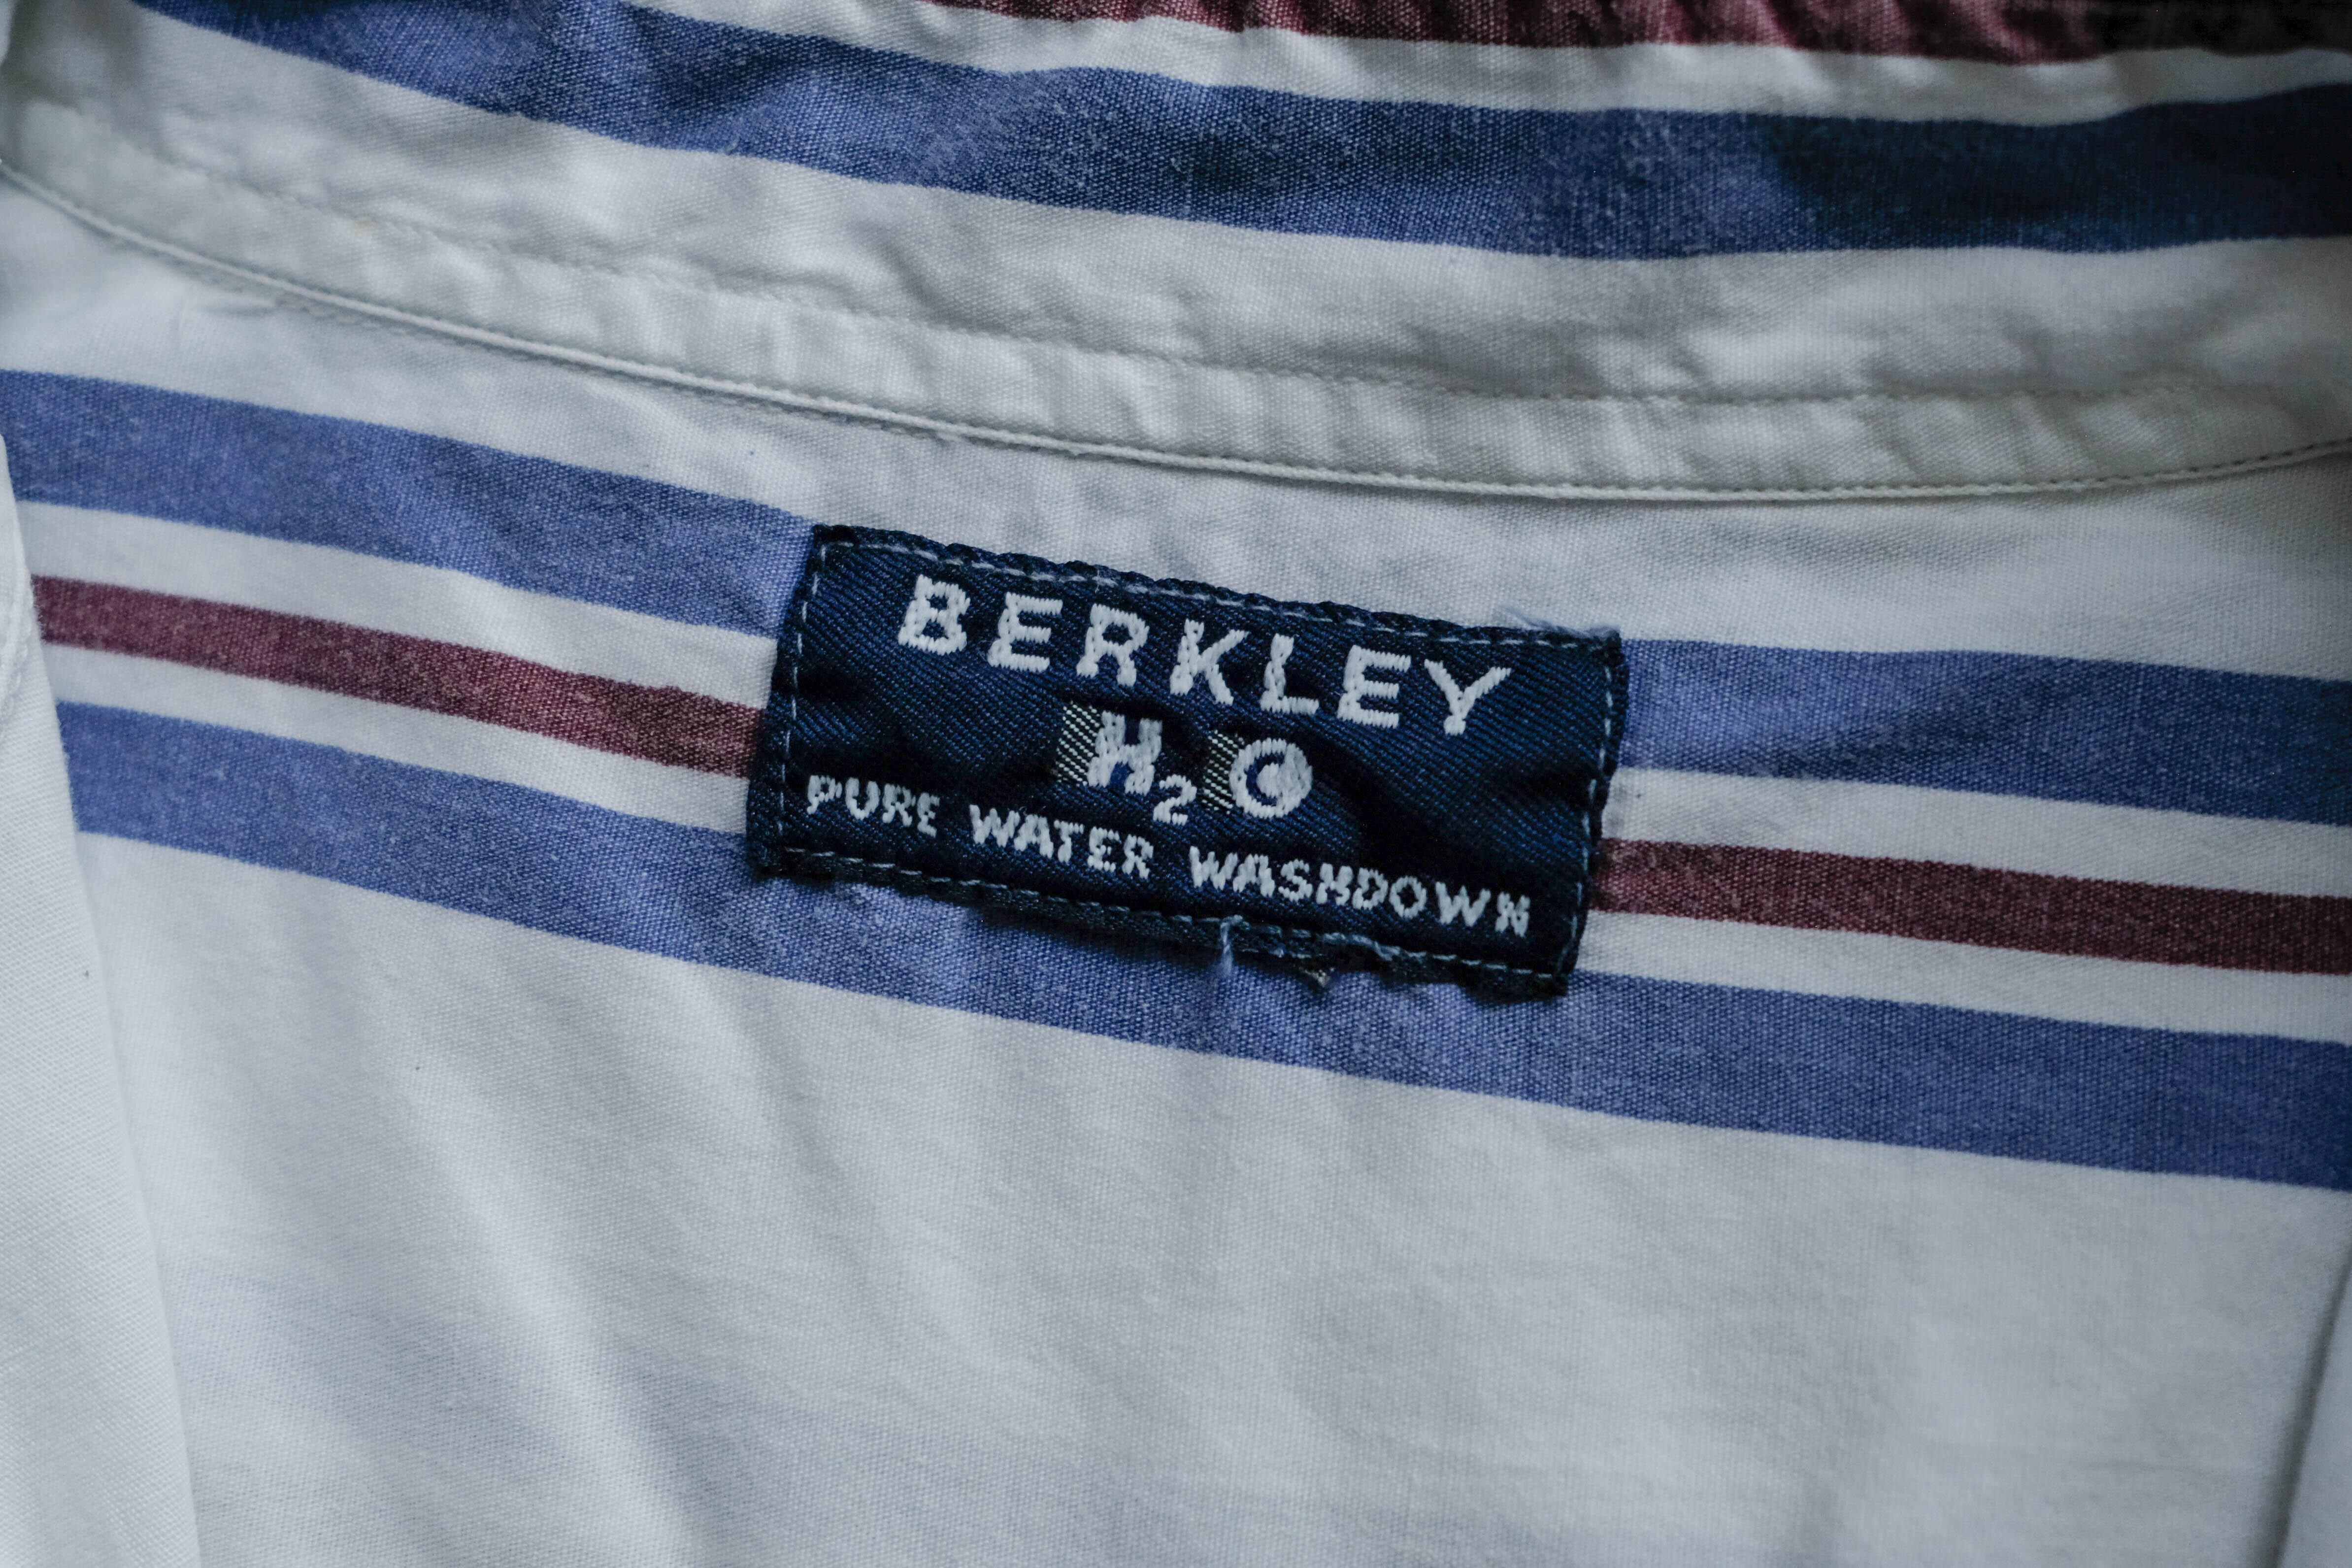 BERKLEY
H₂O
PURE WATER WASHDOWN